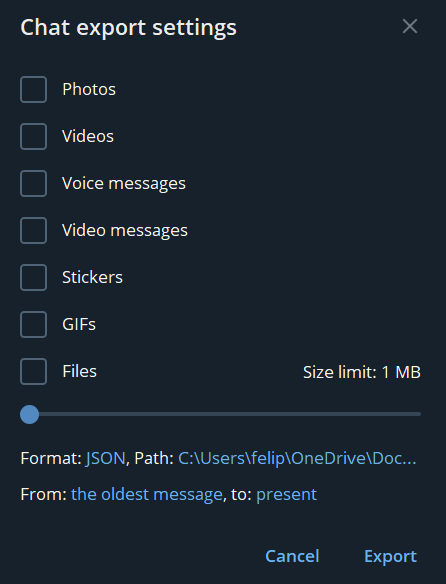 Chat export settings
Photos
Videos
Voice messages
Video messages
Stickers
GIFs
Files Size limit: 1 MB
Format: JSON, Path: C:\Users\felip\OneDrive\Doc...
From: the oldest message, to: present
Cancel Export